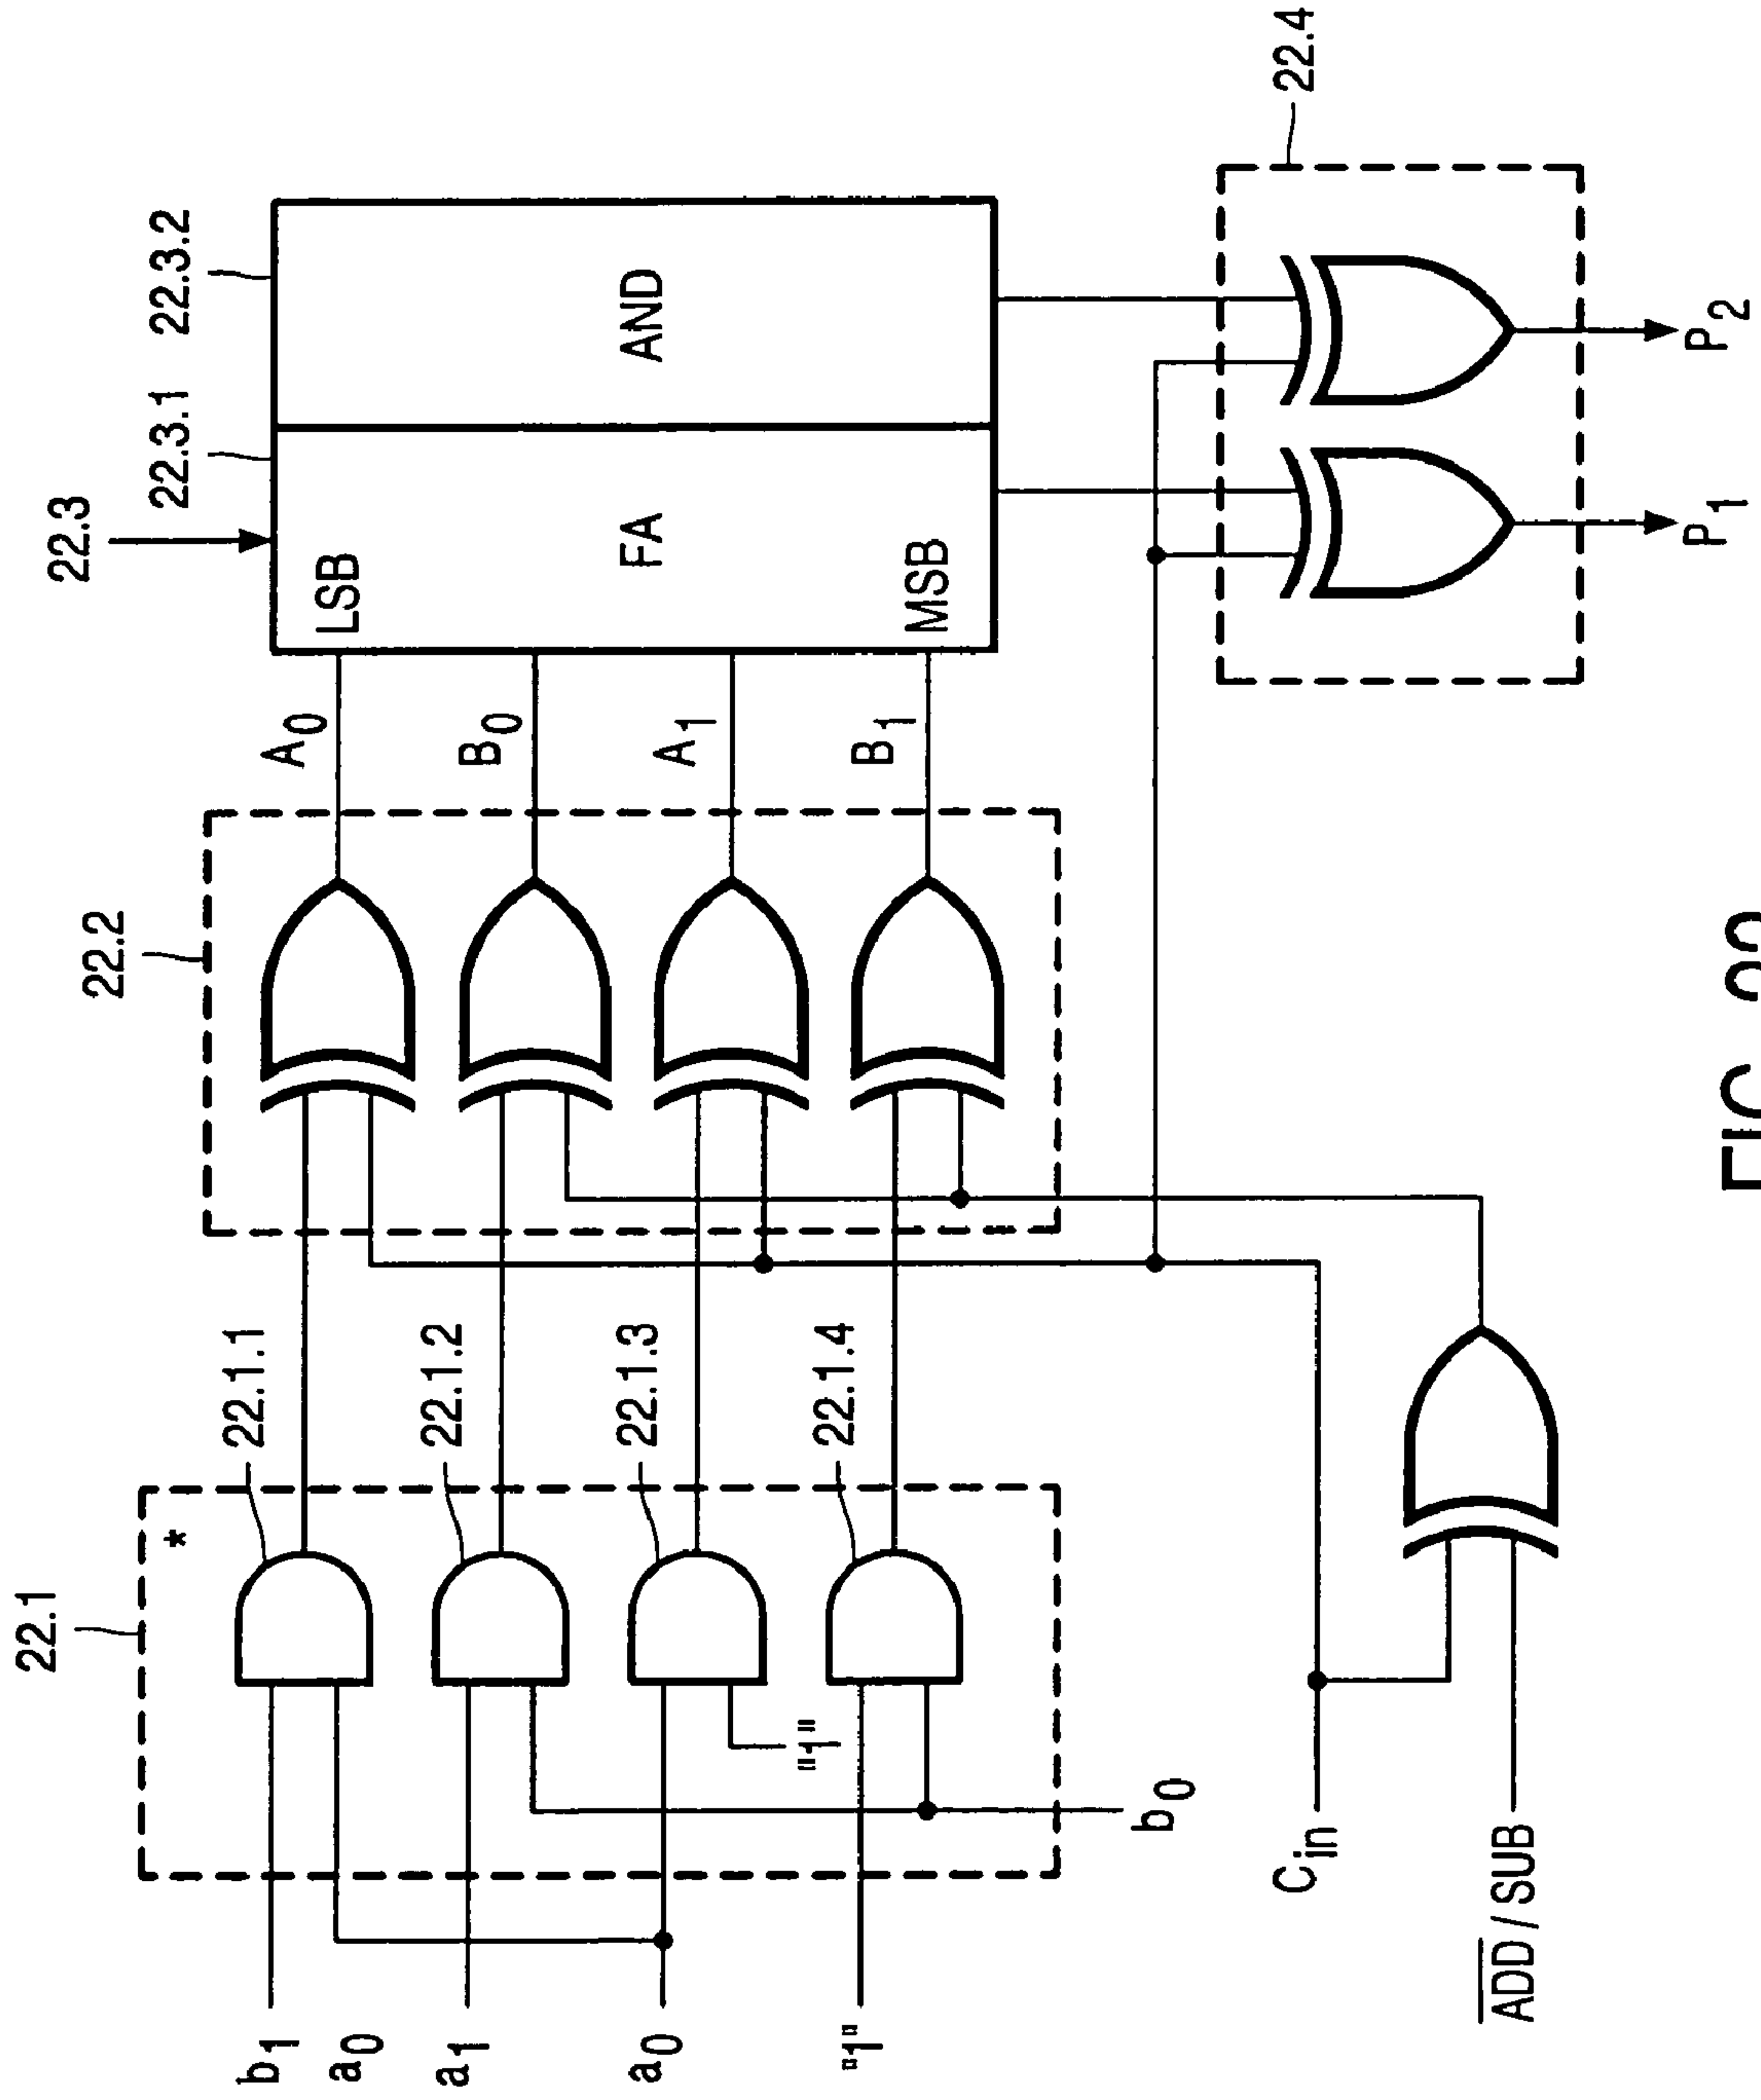 22.1
*
22.1.1
22.1.2
22.1.3
22.1.4
b1
a0
a1
a0
"1"
"1"
b0
Cin
A̅D̅D̅/SUB
22.2
A0
B0
A1
B1
22.3
22.3.1
22.3.2
LSB
FA
MSB
AND
22.4
P1
P2